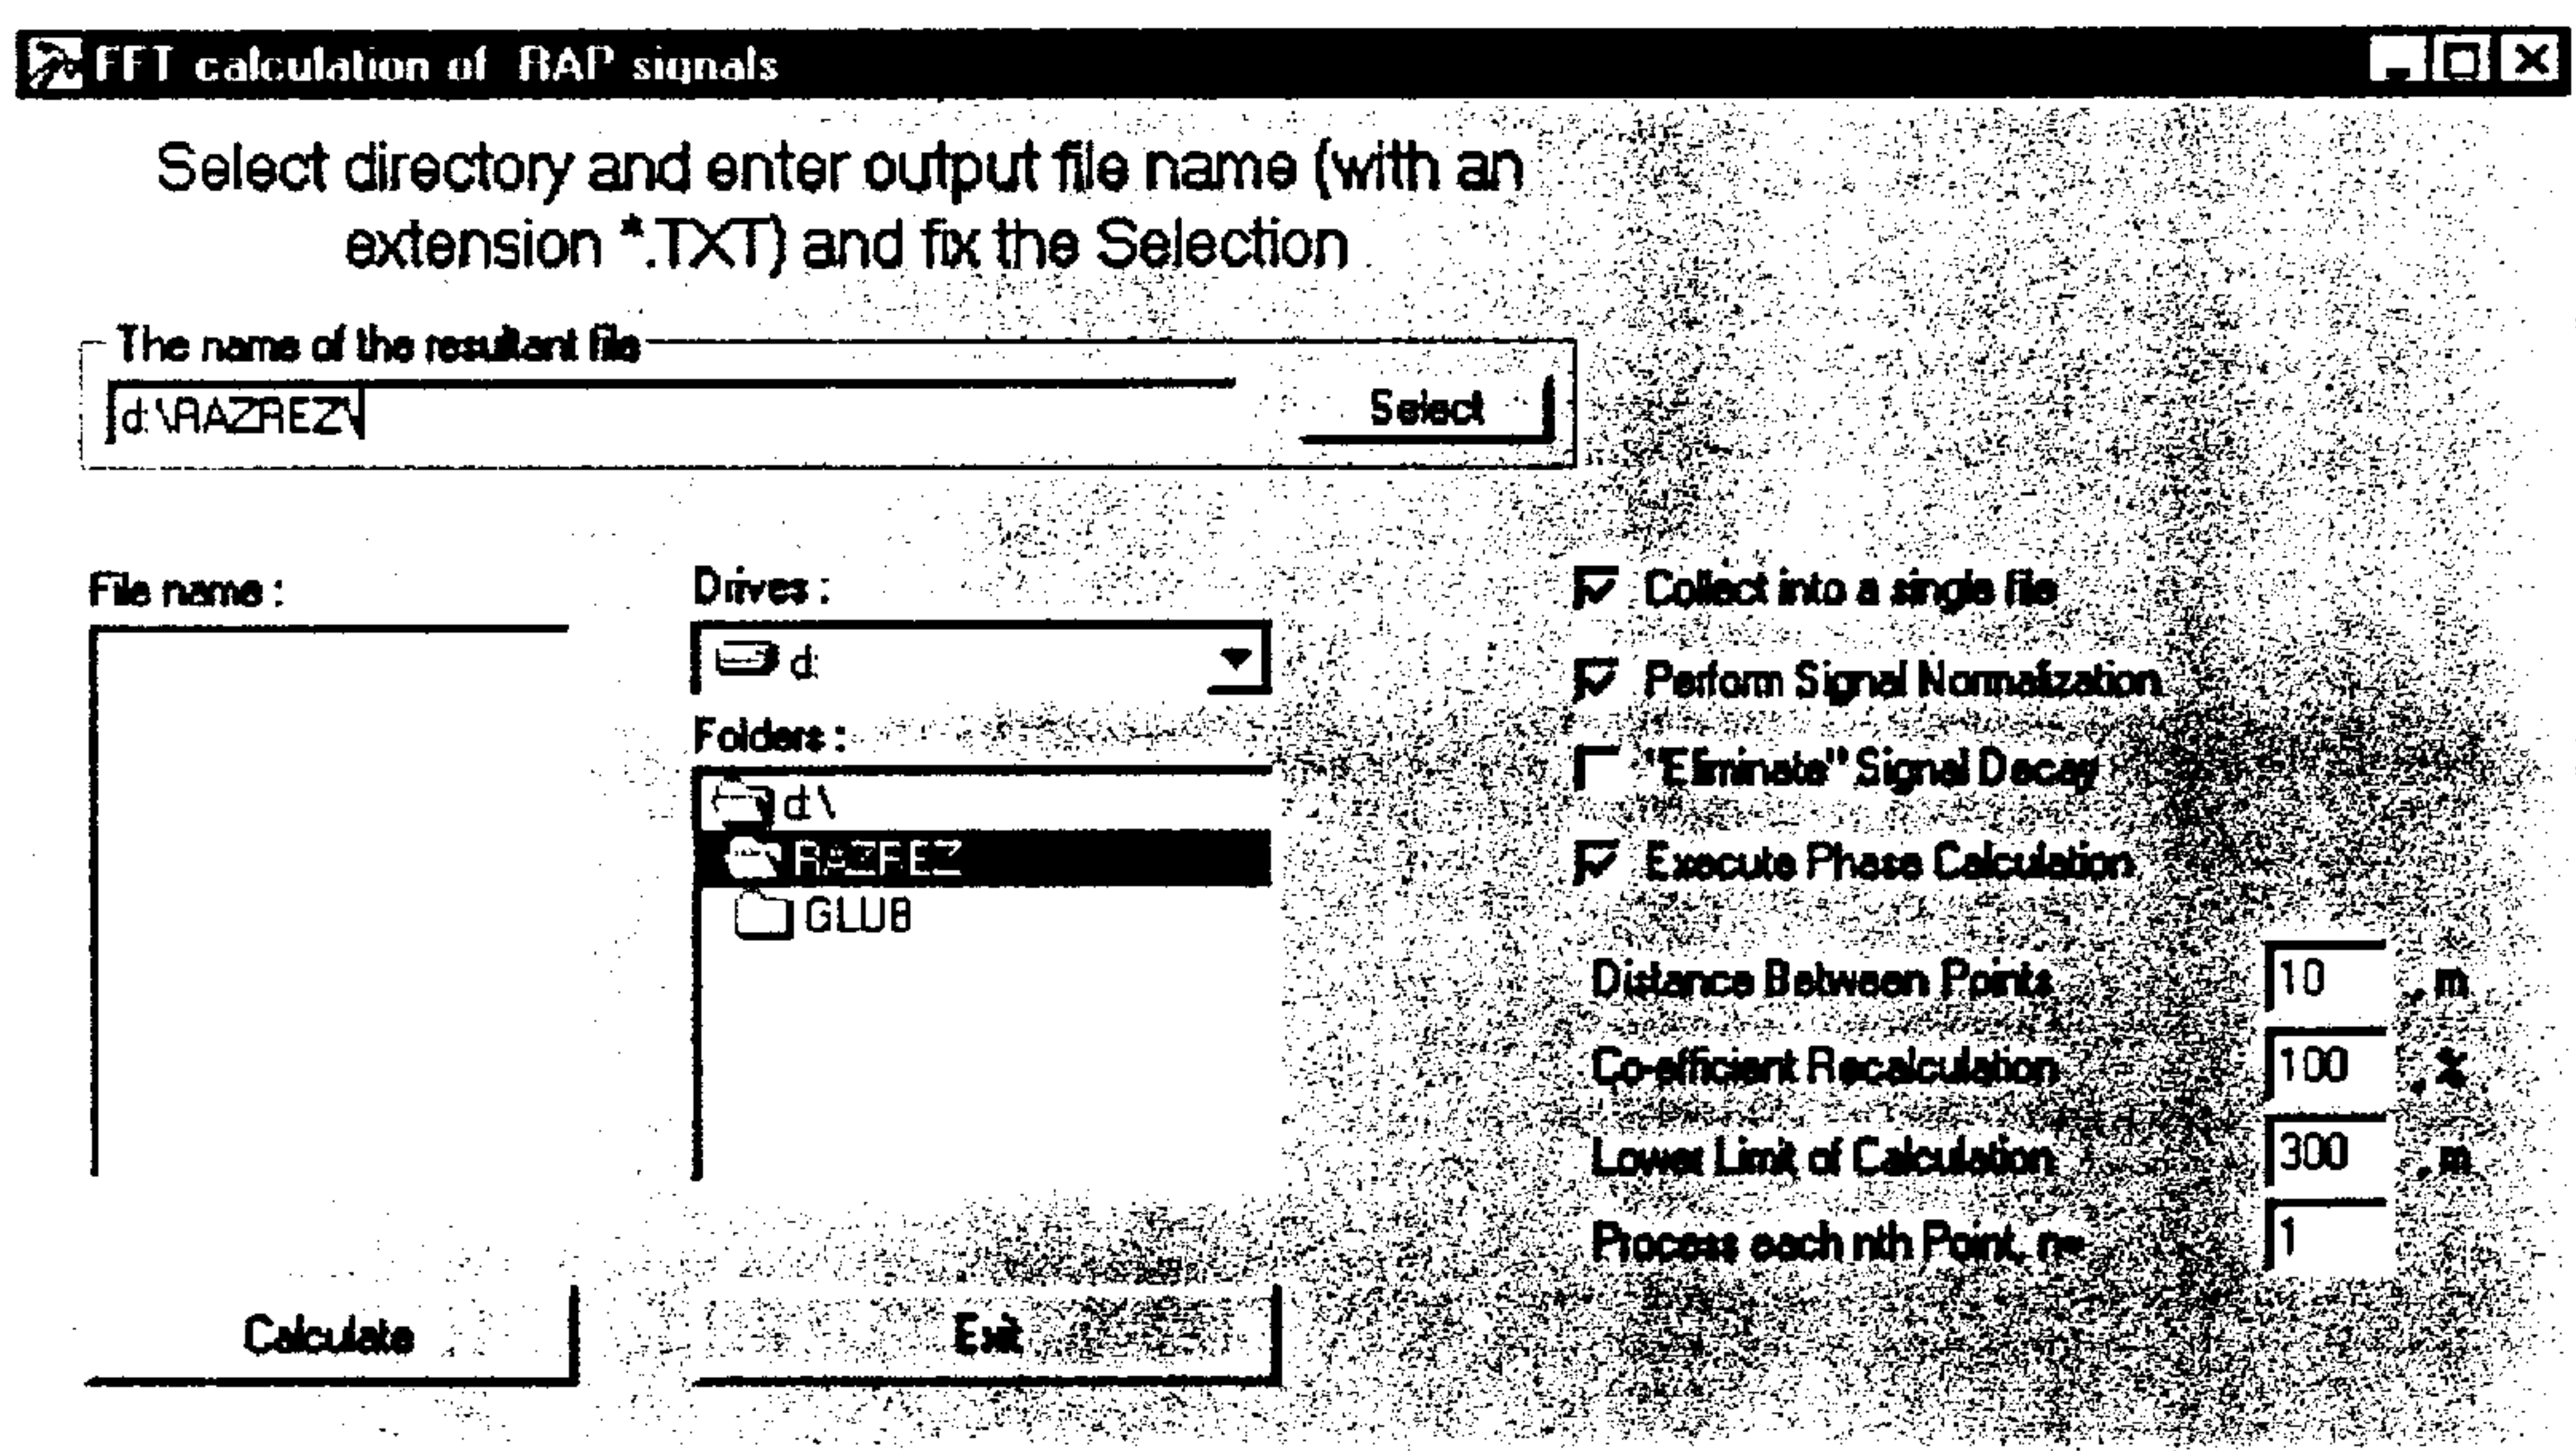 FFT calculation of RAP signals
Select directory and enter output file name (with an
extension *.TXT) and fix the Selection
The name of the resultant file
d:\RAZREZ\
Select
File name :
Drives :
d:
Folders :
d:\
RAZREZ
GLUB
Collect into a single file
Perform Signal Normalization
"Eliminate" Signal Decay
Execute Phase Calculation
Distance Between Points 10 , m
Co-efficient Recalculation 100 , %
Lower Limit of Calculation 300 , m
Process each nth Point, n= 1
Calculate
Exit